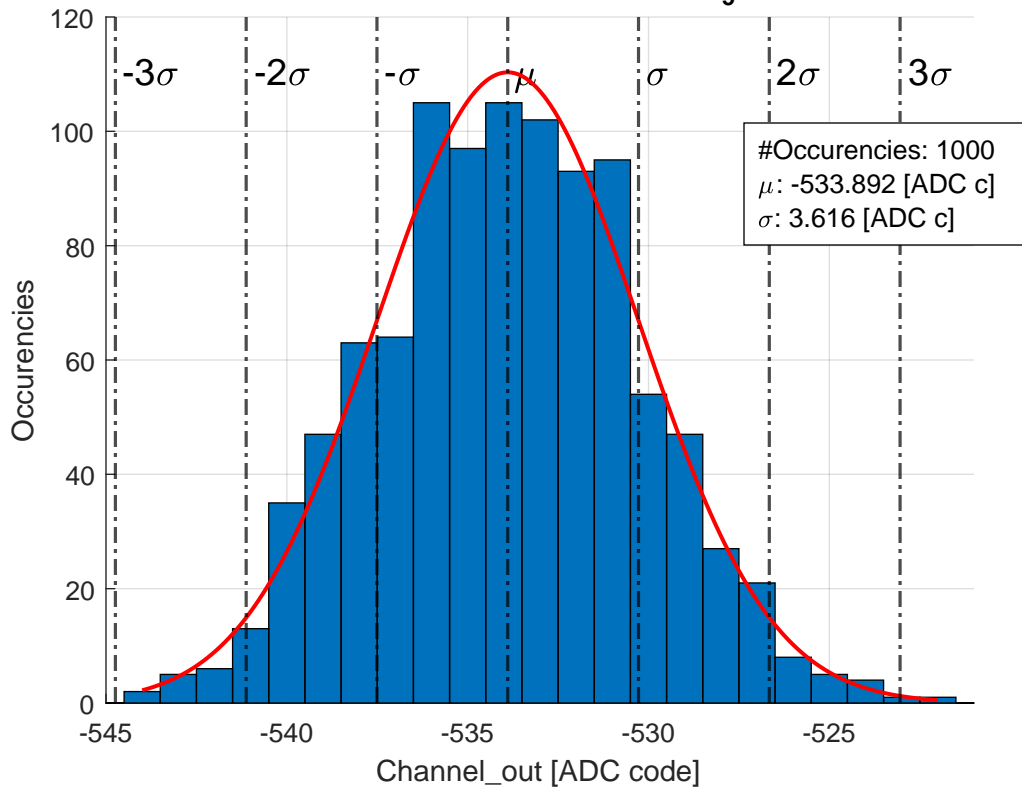 120
100
80
60
40
20
0
-3σ
-2σ
-σ
μ
σ
2σ
3σ
#Occurencies: 1000
μ: -533.892 [ADC c]
σ: 3.616 [ADC c]
Occurencies
-545
-540
-535
-530
-525
Channel_out [ADC code]